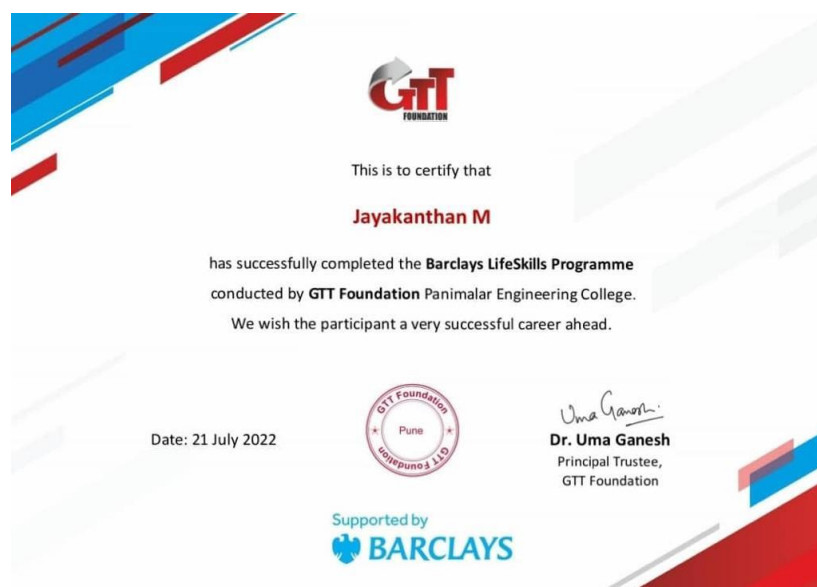 GTT
FOUNDATION
This is to certify that
Jayakanthan M
has successfully completed the Barclays LifeSkills Programme
conducted by GTT Foundation Panimalar Engineering College.
We wish the participant a very successful career ahead.
Date: 21 July 2022
GTT Foundation
Pune
GTT Foundation
Uma Ganesh.
Dr. Uma Ganesh
Principal Trustee,
GTT Foundation
Supported by
BARCLAYS